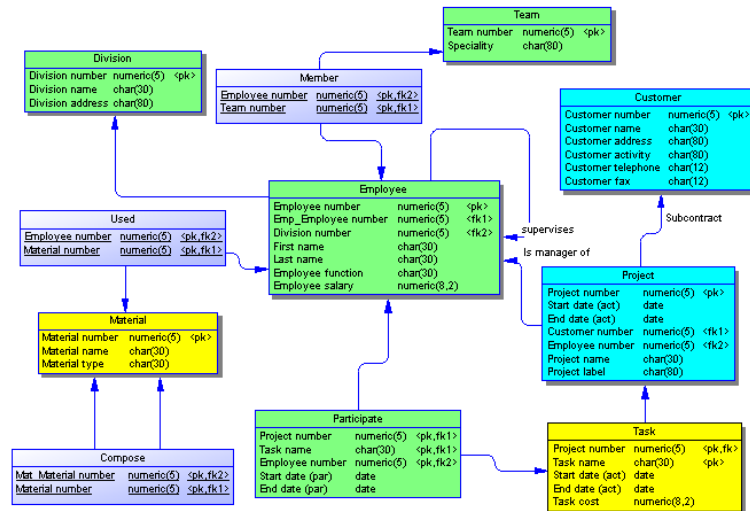 Team
Team number numeric(5) <pk>
Speciality char(80)
Division
Division number numeric(5) <pk>
Division name char(30)
Division address char(80)
Member
Employee number numeric(5) <pk,fk2>
Team number numeric(5) <pk,fk1>
Customer
Customer number numeric(5) <pk>
Customer name char(30)
Customer address char(80)
Customer activity char(80)
Customer telephone char(12)
Customer fax char(12)
Employee
Employee number numeric(5) <pk>
Emp_Employee number numeric(5) <fk1>
Division number numeric(5) <fk2>
First name char(30)
Last name char(30)
Employee function char(30)
Employee salary numeric(8,2)
Used
Employee number numeric(5) <pk,fk2>
Material number numeric(5) <pk,fk1>
supervises
Is manager of
Subcontract
Project
Project number numeric(5) <pk>
Start date (act) date
End date (act) date
Customer number numeric(5) <fk1>
Employee number numeric(5) <fk2>
Project name char(30)
Project label char(80)
Material
Material number numeric(5) <pk>
Material name char(30)
Material type char(30)
Participate
Project number numeric(5) <pk,fk1>
Task name char(30) <pk,fk1>
Employee number numeric(5) <pk,fk2>
Start date (par) date
End date (par) date
Task
Project number numeric(5) <pk,fk>
Task name char(30) <pk>
Start date (act) date
End date (act) date
Task cost numeric(8,2)
Compose
Mat_Material number numeric(5) <pk,fk2>
Material number numeric(5) <pk,fk1>